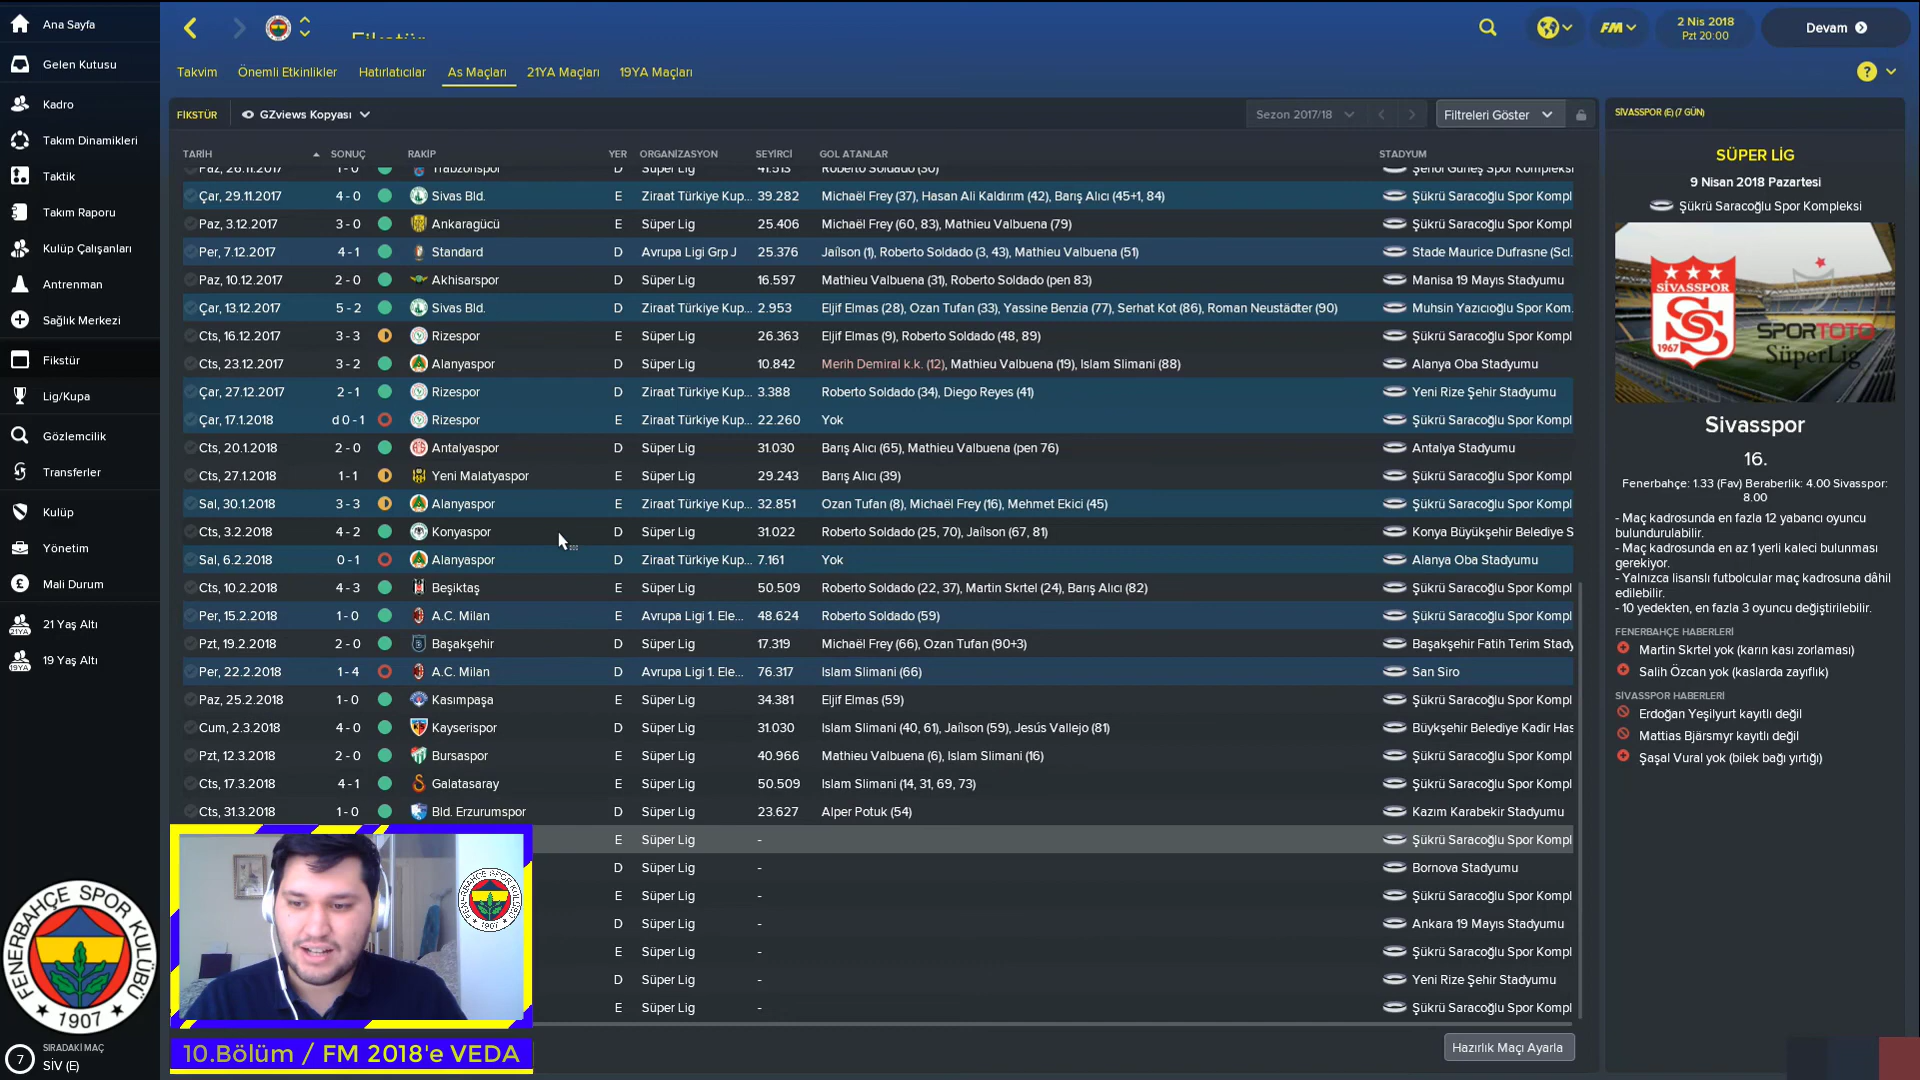 Ana Sayfa
Gelen Kutusu
Kadro
Takım Dinamikleri
Taktik
Takım Raporu
Kulüp Çalışanları
Antrenman
Sağlık Merkezi
Fikstür
Lig/Kupa
Gözlemcilik
Transferler
Kulüp
Yönetim
Mali Durum
21 Yaş Altı
19 Yaş Altı
FENERBAHÇE SPOR KULÜBÜ
1907
7
SIRADAKİ MAÇ
SİV (E)
Fikstür
FM
2 Nis 2018
Pzt 20:00
Devam
Takvim Önemli Etkinlikler Hatırlatıcılar As Maçları 21YA Maçları 19YA Maçları
FİKSTÜR GZviews Kopyası Sezon 2017/18 Filtreleri Göster
TARİH SONUÇ RAKİP YER ORGANİZASYON SEYİRCİ GOL ATANLAR STADYUM
Paz, 26.11.2017 1 - 0 Trabzonspor D Süper Lig 41.513 Roberto Soldado (30) Şenol Güneş Spor Kompleksi
Çar, 29.11.2017 4 - 0 Sivas Bld. E Ziraat Türkiye Kup... 39.282 Michaël Frey (37), Hasan Ali Kaldırım (42), Barış Alıcı (45+1, 84) Şükrü Saracoğlu Spor Kompl
Paz, 3.12.2017 3 - 0 Ankaragücü E Süper Lig 25.406 Michaël Frey (60, 83), Mathieu Valbuena (79) Şükrü Saracoğlu Spor Kompl
Per, 7.12.2017 4 - 1 Standard D Avrupa Ligi Grp J 25.376 Jaílson (1), Roberto Soldado (3, 43), Mathieu Valbuena (51) Stade Maurice Dufrasne (Scl.
Paz, 10.12.2017 2 - 0 Akhisarspor D Süper Lig 16.597 Mathieu Valbuena (31), Roberto Soldado (pen 83) Manisa 19 Mayıs Stadyumu
Çar, 13.12.2017 5 - 2 Sivas Bld. D Ziraat Türkiye Kup... 2.953 Eljif Elmas (28), Ozan Tufan (33), Yassine Benzia (77), Serhat Kot (86), Roman Neustädter (90) Muhsin Yazıcıoğlu Spor Kom.
Cts, 16.12.2017 3 - 3 Rizespor E Süper Lig 26.363 Eljif Elmas (9), Roberto Soldado (48, 89) Şükrü Saracoğlu Spor Kompl
Cts, 23.12.2017 3 - 2 Alanyaspor D Süper Lig 10.842 Merih Demiral k.k. (12), Mathieu Valbuena (19), Islam Slimani (88) Alanya Oba Stadyumu
Çar, 27.12.2017 2 - 1 Rizespor D Ziraat Türkiye Kup... 3.388 Roberto Soldado (34), Diego Reyes (41) Yeni Rize Şehir Stadyumu
Çar, 17.1.2018 d 0 - 1 Rizespor E Ziraat Türkiye Kup... 22.260 Yok Şükrü Saracoğlu Spor Kompl
Cts, 20.1.2018 2 - 0 Antalyaspor D Süper Lig 31.030 Barış Alıcı (65), Mathieu Valbuena (pen 76) Antalya Stadyumu
Cts, 27.1.2018 1 - 1 Yeni Malatyaspor E Süper Lig 29.243 Barış Alıcı (39) Şükrü Saracoğlu Spor Kompl
Sal, 30.1.2018 3 - 3 Alanyaspor E Ziraat Türkiye Kup... 32.851 Ozan Tufan (8), Michaël Frey (16), Mehmet Ekici (45) Şükrü Saracoğlu Spor Kompl
Cts, 3.2.2018 4 - 2 Konyaspor D Süper Lig 31.022 Roberto Soldado (25, 70), Jaílson (67, 81) Konya Büyükşehir Belediye S
Sal, 6.2.2018 0 - 1 Alanyaspor D Ziraat Türkiye Kup... 7.161 Yok Alanya Oba Stadyumu
Cts, 10.2.2018 4 - 3 Beşiktaş E Süper Lig 50.509 Roberto Soldado (22, 37), Martin Skrtel (24), Barış Alıcı (82) Şükrü Saracoğlu Spor Kompl
Per, 15.2.2018 1 - 0 A.C. Milan E Avrupa Ligi 1. Ele... 48.624 Roberto Soldado (59) Şükrü Saracoğlu Spor Kompl
Pzt, 19.2.2018 2 - 0 Başakşehir D Süper Lig 17.319 Michaël Frey (66), Ozan Tufan (90+3) Başakşehir Fatih Terim Stady
Per, 22.2.2018 1 - 4 A.C. Milan D Avrupa Ligi 1. Ele... 76.317 Islam Slimani (66) San Siro
Paz, 25.2.2018 1 - 0 Kasımpaşa E Süper Lig 34.381 Eljif Elmas (59) Şükrü Saracoğlu Spor Kompl
Cum, 2.3.2018 4 - 0 Kayserispor D Süper Lig 31.030 Islam Slimani (40, 61), Jaílson (59), Jesús Vallejo (81) Büykşehir Belediye Kadir Has
Pzt, 12.3.2018 2 - 0 Bursaspor E Süper Lig 40.966 Mathieu Valbuena (6), Islam Slimani (16) Şükrü Saracoğlu Spor Kompl
Cts, 17.3.2018 4 - 1 Galatasaray E Süper Lig 50.509 Islam Slimani (14, 31, 69, 73) Şükrü Saracoğlu Spor Kompl
Cts, 31.3.2018 1 - 0 Bld. Erzurumspor D Süper Lig 23.627 Alper Potuk (54) Kazım Karabekir Stadyumu
E Süper Lig - Şükrü Saracoğlu Spor Kompl
D Süper Lig - Bornova Stadyumu
E Süper Lig - Şükrü Saracoğlu Spor Kompl
D Süper Lig - Ankara 19 Mayıs Stadyumu
E Süper Lig - Şükrü Saracoğlu Spor Kompl
D Süper Lig - Yeni Rize Şehir Stadyumu
E Süper Lig - Şükrü Saracoğlu Spor Kompl
FENERBAHÇE SPOR KULÜBÜ
1907
10.Bölüm / FM 2018'e VEDA
Hazırlık Maçı Ayarla
SİVASSPOR (E) (7 GÜN)
SÜPER LİG
9 Nisan 2018 Pazartesi
Şükrü Saracoğlu Spor Kompleksi
SİVASSPOR
1967
SPORTOTO
SüperLig
Sivasspor
16.
Fenerbahçe: 1.33 (Fav) Beraberlik: 4.00 Sivasspor:
8.00
- Maç kadrosunda en fazla 12 yabancı oyuncu
bulundurulabilir.
- Maç kadrosunda en az 1 yerli kaleci bulunması
gerekiyor.
- Yalnızca lisanslı futbolcular maç kadrosuna dâhil
edilebilir.
- 10 yedekten, en fazla 3 oyuncu değiştirilebilir.
FENERBAHÇE HABERLERİ
Martin Skrtel yok (karın kası zorlaması)
Salih Özcan yok (kaslarda zayıflık)
SİVASSPOR HABERLERİ
Erdoğan Yeşilyurt kayıtlı değil
Mattias Bjärsmyr kayıtlı değil
Şaşal Vural yok (bilek bağı yırtığı)